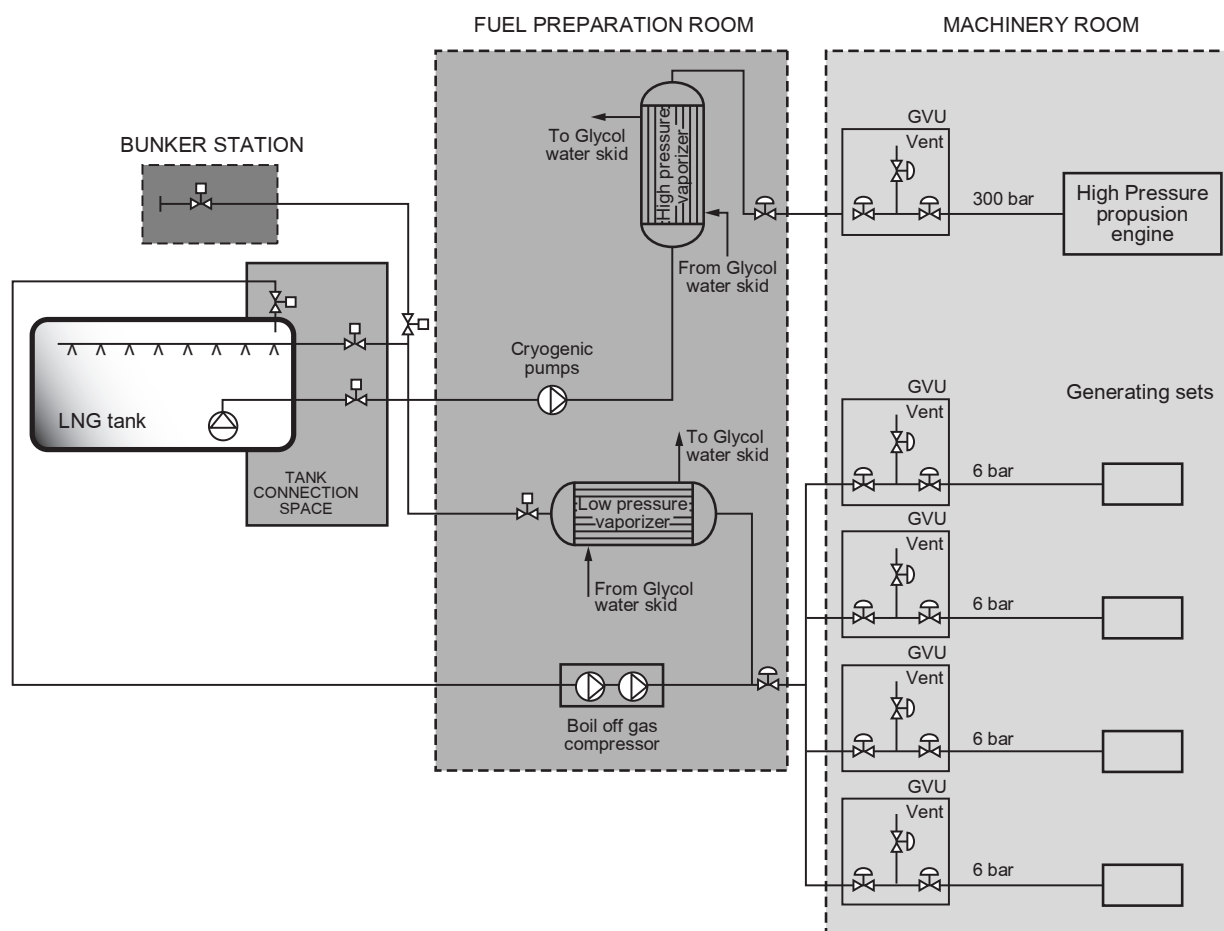 FUEL PREPARATION ROOM
MACHINERY ROOM
BUNKER STATION
To Glycol
water skid
High pressure
vaporizer
From Glycol
water skid
GVU
Vent
300 bar
High Pressure
propusion
engine
Cryogenic
pumps
LNG tank
TANK
CONNECTION
SPACE
To Glycol
water skid
Low pressure
vaporizer
From Glycol
water skid
Boil off gas
compressor
Generating sets
GVU
Vent
6 bar
GVU
Vent
6 bar
GVU
Vent
6 bar
GVU
Vent
6 bar